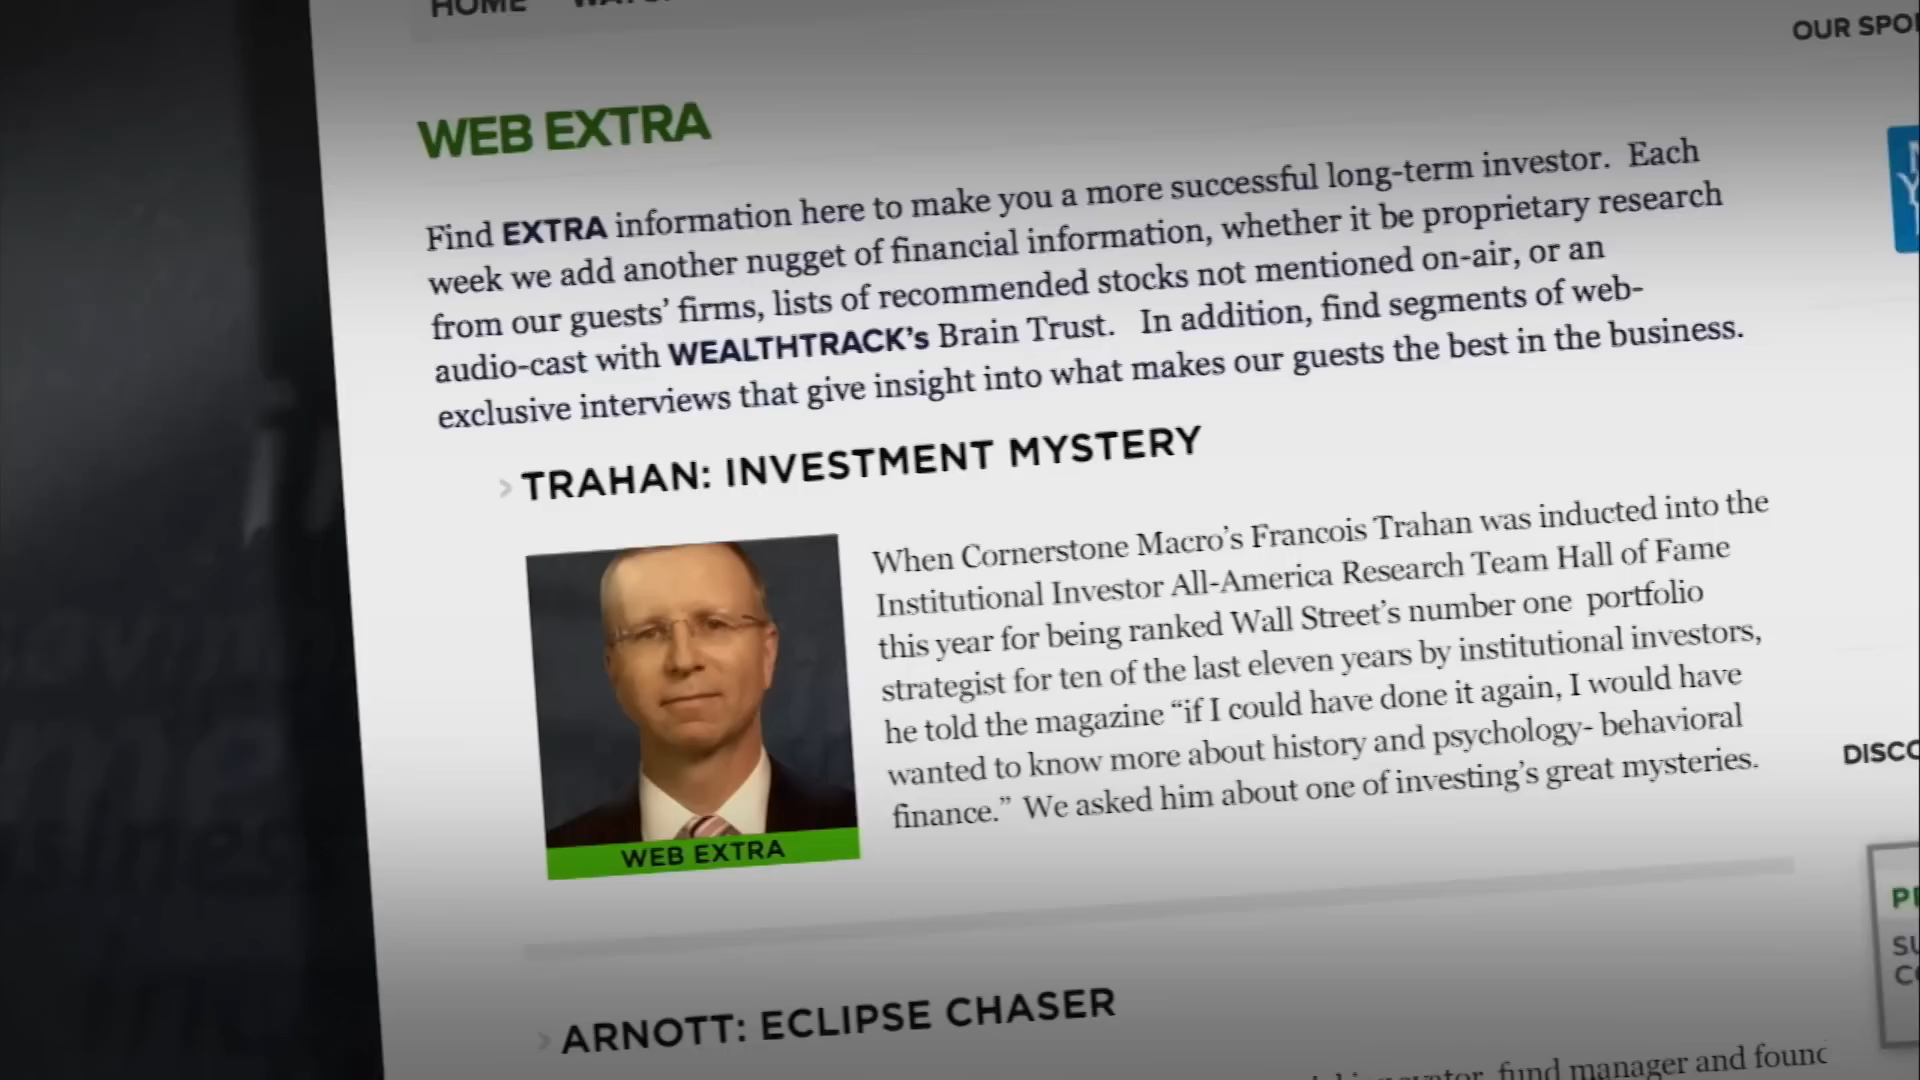 HOME
OUR SPO
WEB EXTRA
Find EXTRA information here to make you a more successful long-term investor. Each
week we add another nugget of financial information, whether it be proprietary research
from our guests' firms, lists of recommended stocks not mentioned on-air, or an
audio-cast with WEALTHTRACK's Brain Trust. In addition, find segments of web-
exclusive interviews that give insight into what makes our guests the best in the business.
> TRAHAN: INVESTMENT MYSTERY
When Cornerstone Macro's Francois Trahan was inducted into the
Institutional Investor All-America Research Team Hall of Fame
this year for being ranked Wall Street's number one portfolio
strategist for ten of the last eleven years by institutional investors,
he told the magazine “if I could have done it again, I would have
wanted to know more about history and psychology- behavioral
finance.” We asked him about one of investing's great mysteries.
WEB EXTRA
DISCO
> ARNOTT: ECLIPSE CHASER
fund manager and found